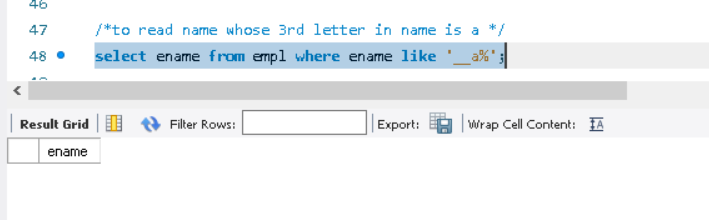 46
47 /*to read name whose 3rd letter in name is a */
48 select ename from empl where ename like '__a%';
Result Grid Filter Rows: Export: Wrap Cell Content: IA
ename